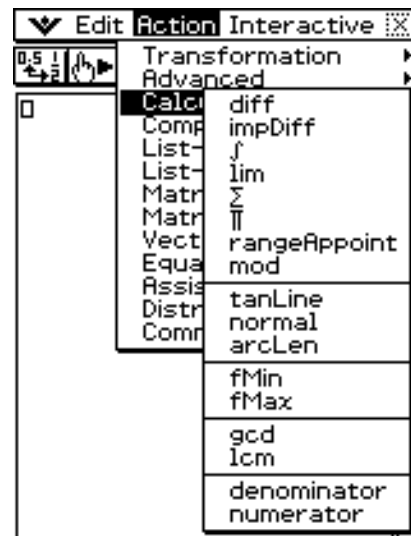 Edit Action Interactive
Transformation
Advanced
Calcu
Comp
List-
List-
Matr
Matr
Vect
Equa
Assis
Distr
Comm
diff
impDiff
∫
lim
Σ
Π
rangeAppoint
mod
tanLine
normal
arcLen
fMin
fMax
gcd
lcm
denominator
numerator